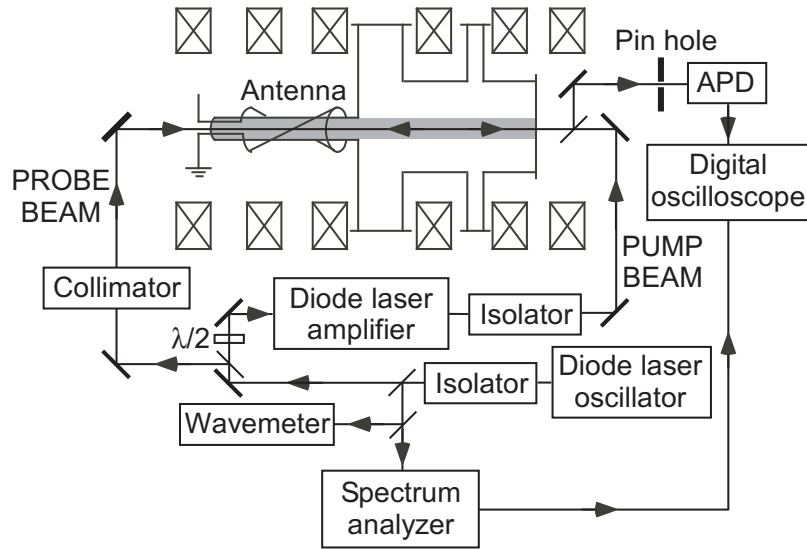 Pin hole
APD
Antenna
Digital
oscilloscope
PROBE
BEAM
PUMP
BEAM
Collimator
Diode laser
amplifier
Isolator
λ/2
Isolator
Diode laser
oscillator
Wavemeter
Spectrum
analyzer